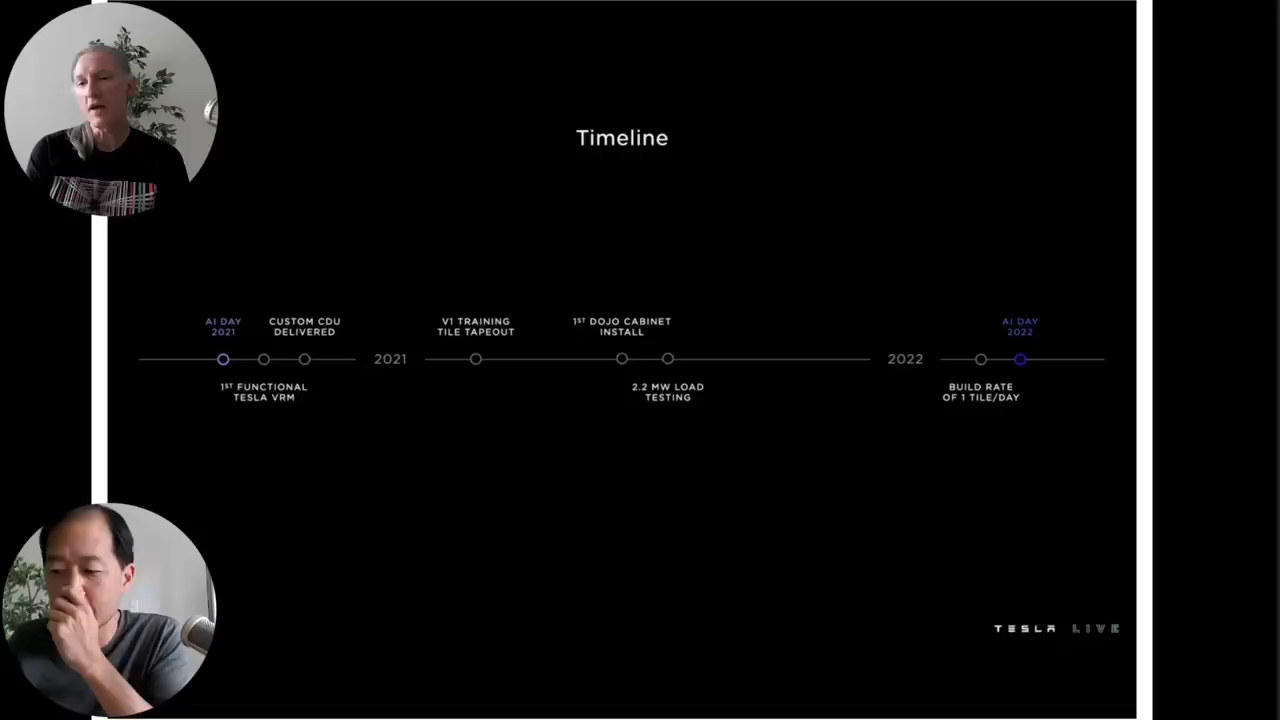 Timeline
AI DAY
2021
CUSTOM CDU
DELIVERED
V1 TRAINING
TILE TAPEOUT
1ST DOJO CABINET
INSTALL
AI DAY
2022
2021
2022
1ST FUNCTIONAL
TESLA VRM
2.2 MW LOAD
TESTING
BUILD RATE
OF 1 TILE/DAY
TESLA LIVE